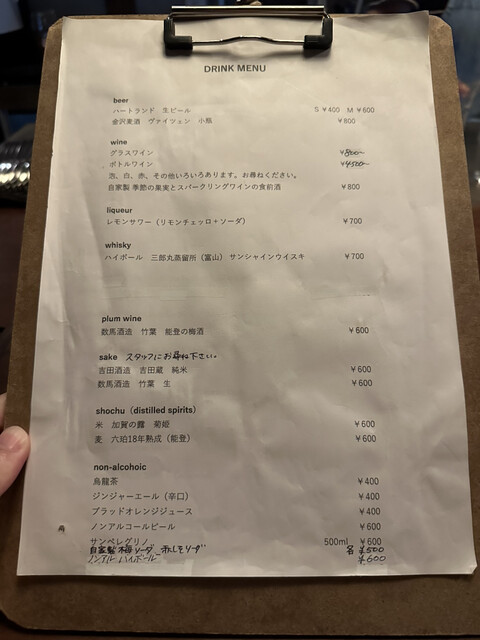 DRINK MENU
beer
ハートランド 生ビール S ¥400 M ¥600
金沢麦酒 ヴァイツェン 小瓶 ¥800
wine
グラスワイン ¥800〜
ボトルワイン ¥4500〜
泡、白、赤、その他いろいろあります。お尋ねください。
自家製 季節の果実とスパークリングワインの食前酒 ¥800
liqueur
レモンサワー（リモンチェッロ+ソーダ） ¥700
whisky
ハイボール 三郎丸蒸留所（富山）サンシャインウイスキ ¥700
plum wine
数馬酒造 竹葉 能登の梅酒 ¥600
sake スタッフにお尋ね下さい。
吉田酒造 吉田蔵 純米 ¥600
数馬酒造 竹葉 生 ¥600
shochu（distilled spirits）
米 加賀の露 菊姫 ¥600
麦 六珀18年熟成（能登） ¥600
non-alcohoic
烏龍茶 ¥400
ジンジャーエール（辛口） ¥400
ブラッドオレンジジュース ¥400
ノンアルコールビール ¥600
サンペレグリノ 500ml ¥600
自家製 梅ソーダ 赤しそソーダ 各 ¥500
ノンアル ハイボール ¥600